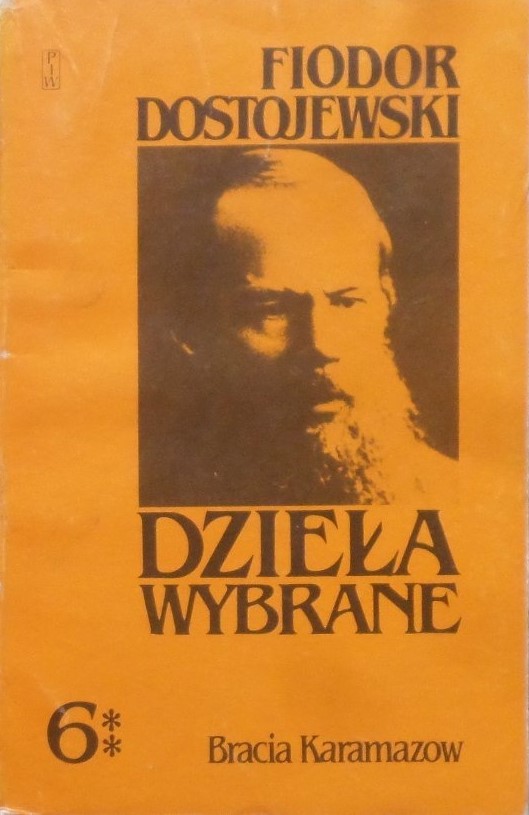 PIW
FIODOR
DOSTOJEWSKI
DZIEŁA
WYBRANE
6**
**
Bracia Karamazow